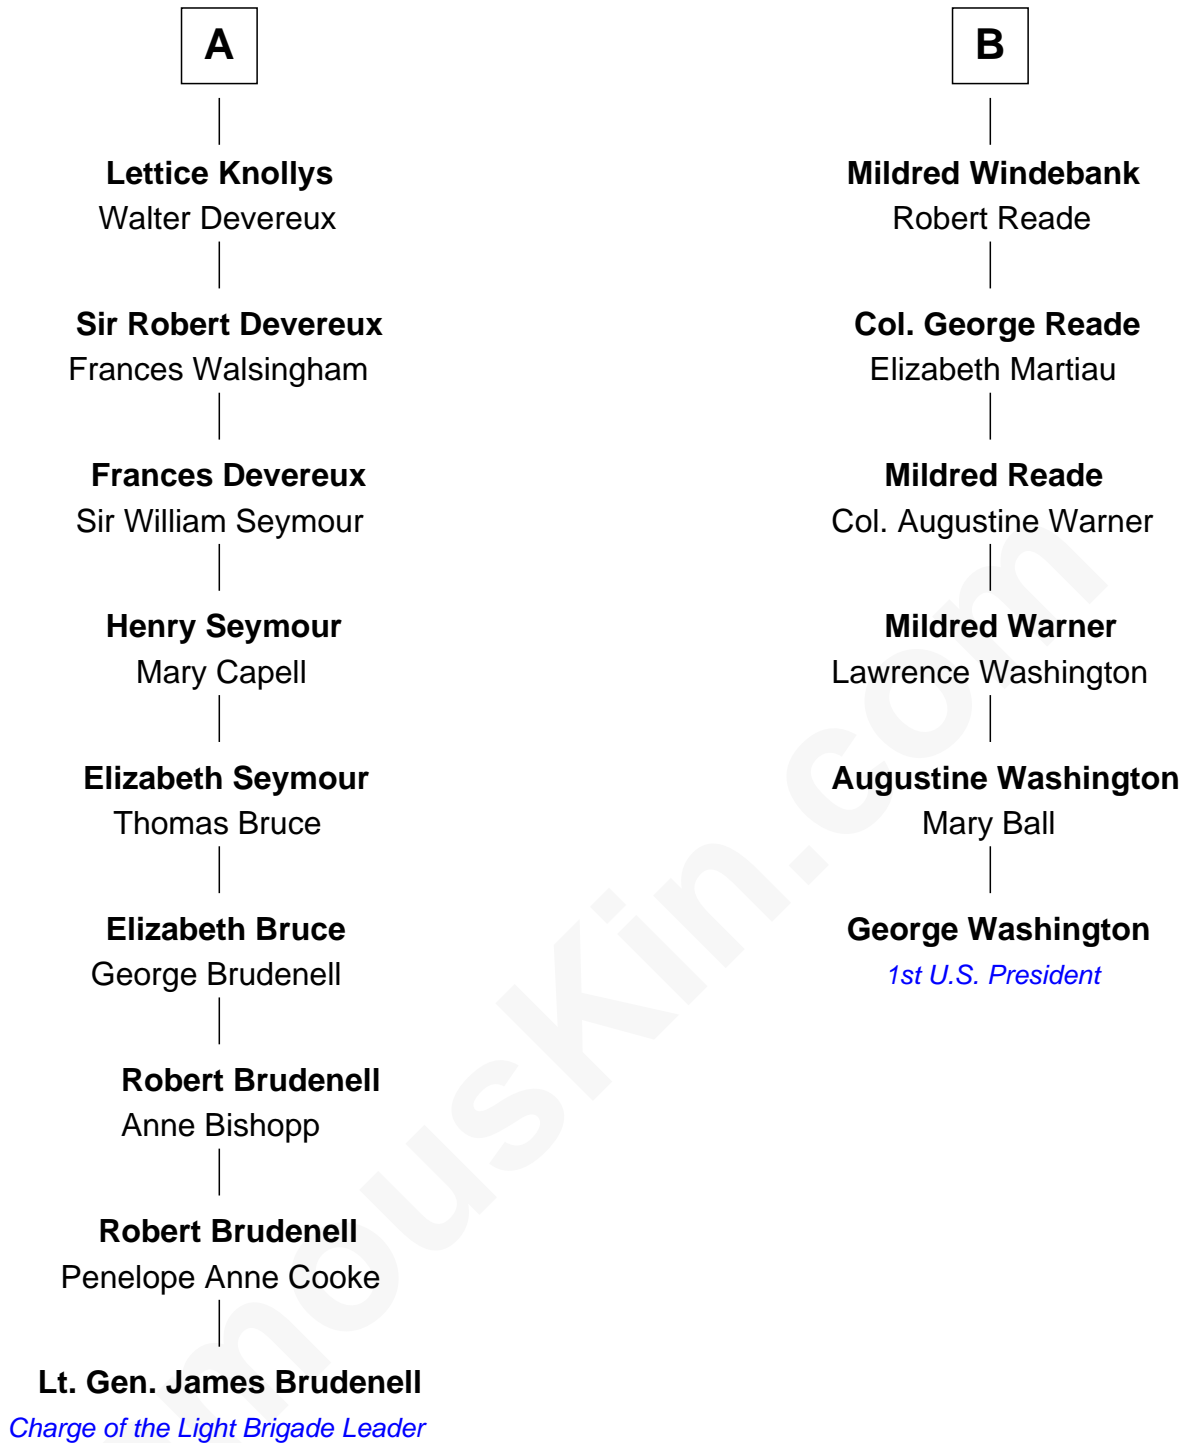 A
Lettice Knollys
Walter Devereux
Sir Robert Devereux
Frances Walsingham
Frances Devereux
Sir William Seymour
Henry Seymour
Mary Capell
Elizabeth Seymour
Thomas Bruce
Elizabeth Bruce
George Brudenell
Robert Brudenell
Anne Bishopp
Robert Brudenell
Penelope Anne Cooke
Lt. Gen. James Brudenell
Charge of the Light Brigade Leader
B
Mildred Windebank
Robert Reade
Col. George Reade
Elizabeth Martiau
Mildred Reade
Col. Augustine Warner
Mildred Warner
Lawrence Washington
Augustine Washington
Mary Ball
George Washington
1st U.S. President
mousKin.com